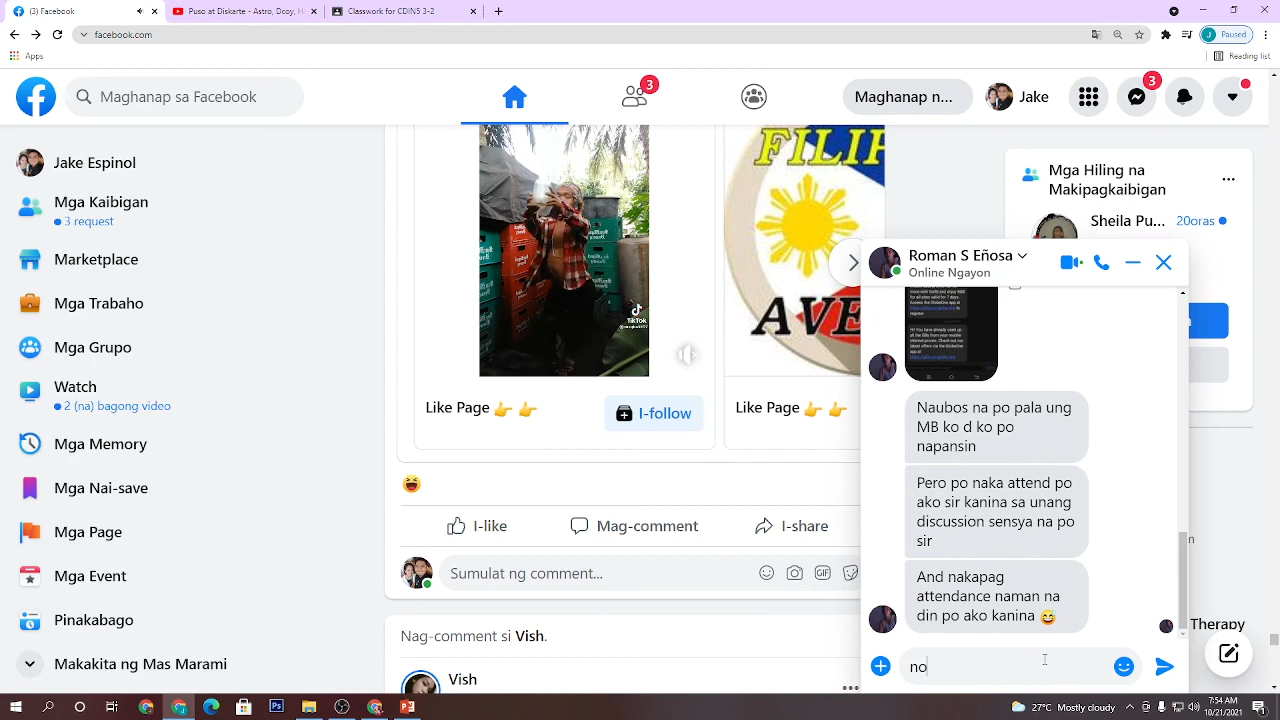 (3) Facebook
Puso at Diskarte - Astro, Dcoy, H
Classwork for CDIN5 3-2
facebook.com
J Paused
Apps
Reading list
Maghanap sa Facebook
3
Maghanap n...
Jake
3
Jake Espinol
Mga Kaibigan
3 request
Marketplace
Mga Trabaho
Mga Grupo
Watch
2 (na) bagong video
Mga Memory
Mga Nai-save
Mga Page
Mga Event
Pinakabago
Makakita ng Mas Marami
TikTok
FILIP
AVE
Like Page 👉 👉
I-follow
Like Page 👉 👉
😆
I-like
Mag-comment
I-share
Sumulat ng comment...
GIF
Nag-comment si Vish.
Vish
Mga Hiling na
Makipagkaibigan
Sheila Pu...
20oras
Roman S Eñosa
Online Ngayon
Naubos na po pala ung
MB ko d ko po
napansin
Pero po naka attend po
ako sir kanina sa unang
discussion sensya na po
sir
And nakapag
attendance naman na
din po ako kanina 😅
no
Therapy
22°C Mostly cloudy
7:54 AM
10/21/2021